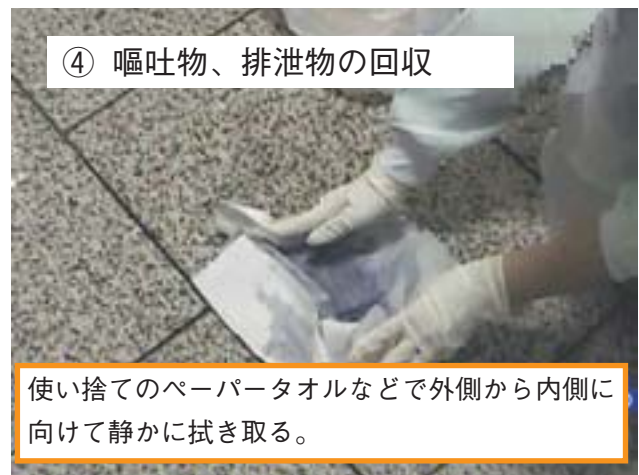 ④ 嘔吐物、排泄物の回収
使い捨てのペーパータオルなどで外側から内側に
向けて静かに拭き取る。